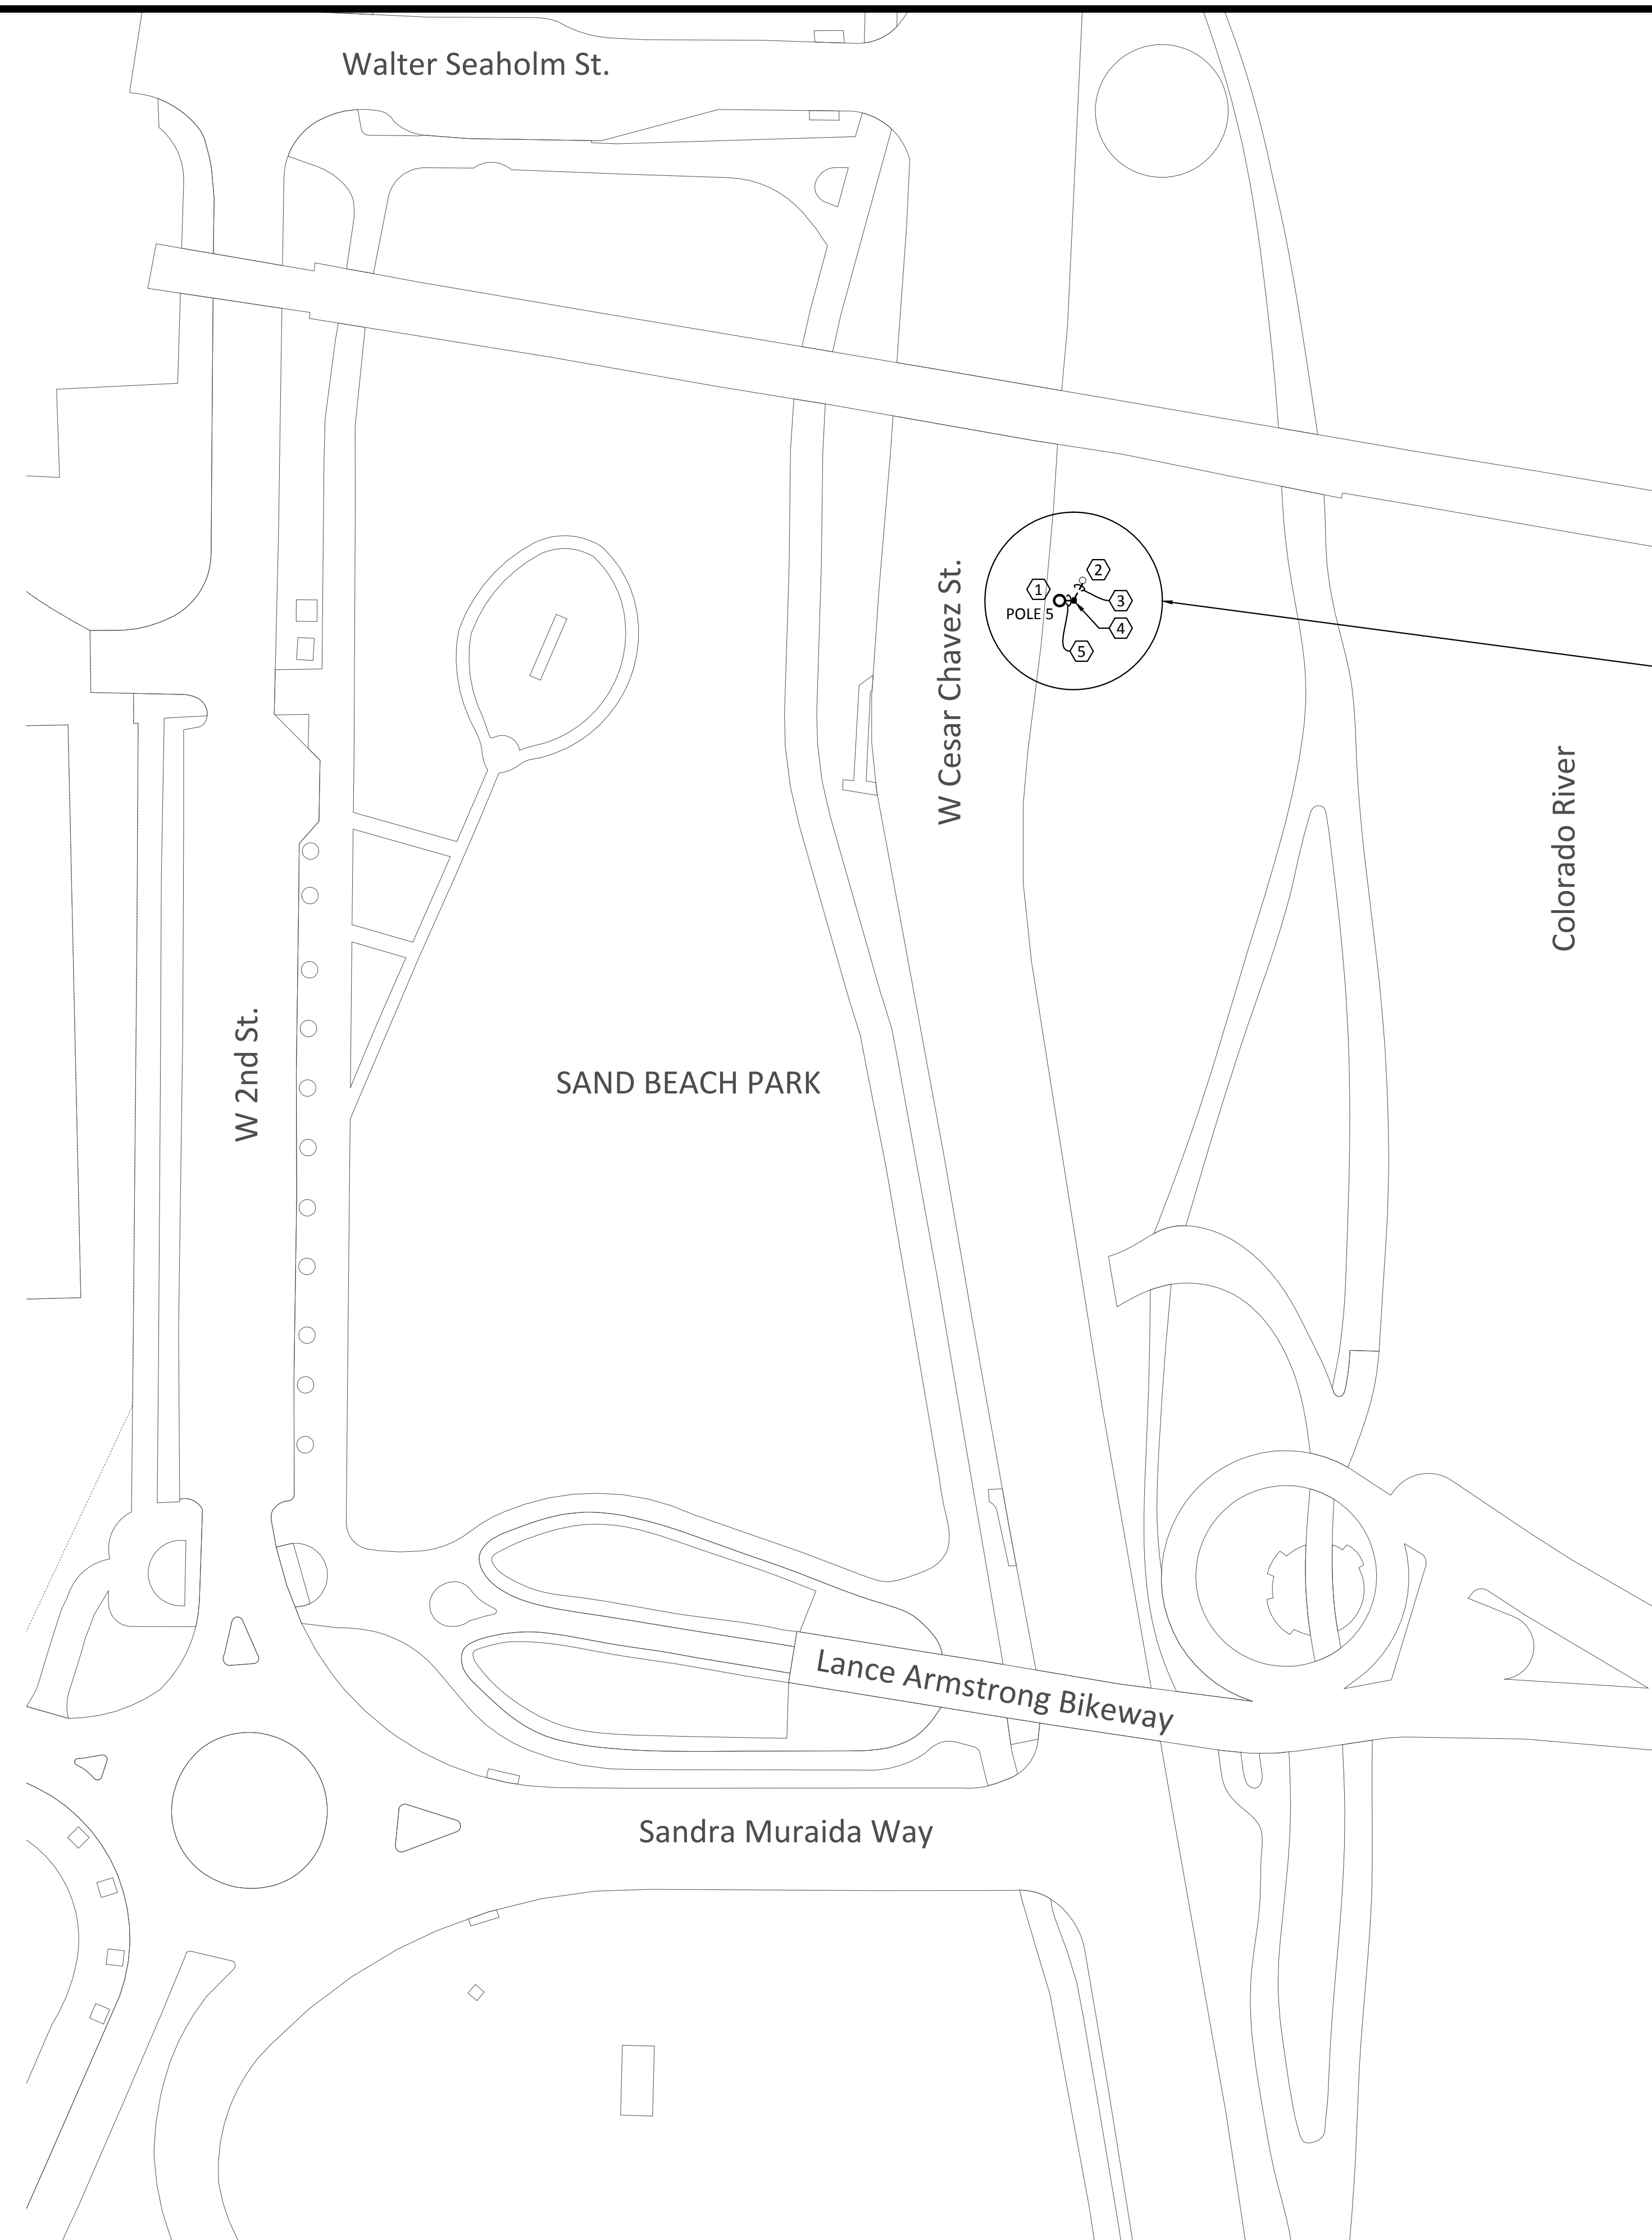 Walter Seaholm St.
W Cesar Chavez St.
1
2
3
POLE 5
4
5
Colorado River
W 2nd St.
SAND BEACH PARK
Lance Armstrong Bikeway
Sandra Muraida Way